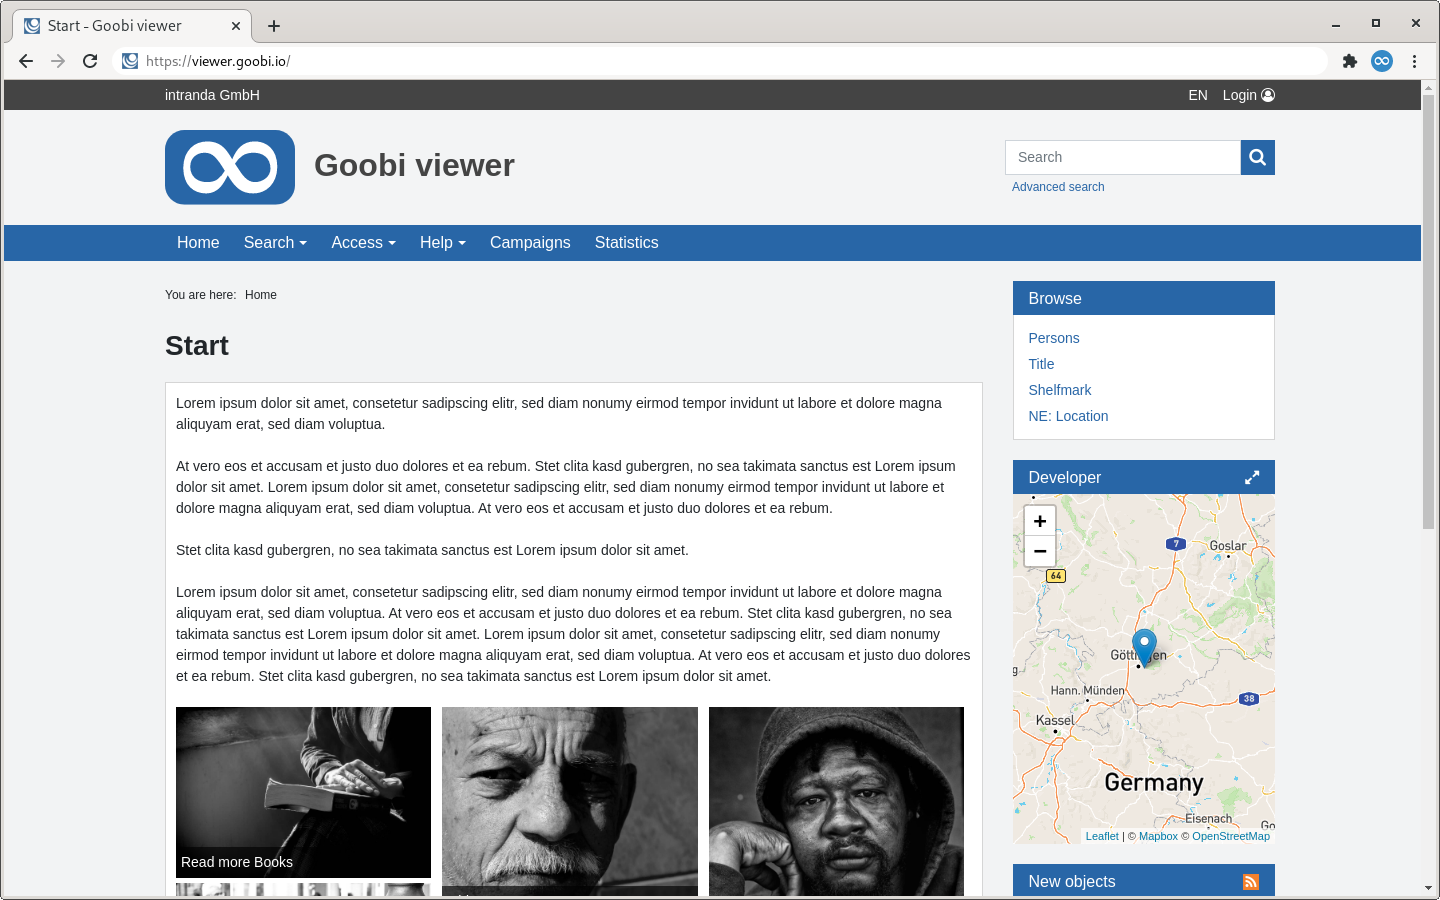 Start - Goobi viewer
https://viewer.goobi.io/
intranda GmbH
EN Login
Goobi viewer
Search
Advanced search
Home Search Access Help Campaigns Statistics
You are here: Home
Start
Lorem ipsum dolor sit amet, consetetur sadipscing elitr, sed diam nonumy eirmod tempor invidunt ut labore et dolore magna
aliquyam erat, sed diam voluptua.
At vero eos et accusam et justo duo dolores et ea rebum. Stet clita kasd gubergren, no sea takimata sanctus est Lorem ipsum
dolor sit amet. Lorem ipsum dolor sit amet, consetetur sadipscing elitr, sed diam nonumy eirmod tempor invidunt ut labore et
dolore magna aliquyam erat, sed diam voluptua. At vero eos et accusam et justo duo dolores et ea rebum.
Stet clita kasd gubergren, no sea takimata sanctus est Lorem ipsum dolor sit amet.
Lorem ipsum dolor sit amet, consetetur sadipscing elitr, sed diam nonumy eirmod tempor invidunt ut labore et dolore magna
aliquyam erat, sed diam voluptua. At vero eos et accusam et justo duo dolores et ea rebum. Stet clita kasd gubergren, no sea
takimata sanctus est Lorem ipsum dolor sit amet. Lorem ipsum dolor sit amet, consetetur sadipscing elitr, sed diam nonumy
eirmod tempor invidunt ut labore et dolore magna aliquyam erat, sed diam voluptua. At vero eos et accusam et justo duo dolores
et ea rebum. Stet clita kasd gubergren, no sea takimata sanctus est Lorem ipsum dolor sit amet.
Read more Books
Browse
Persons
Title
Shelfmark
NE: Location
Developer
+
−
7
Goslar
64
Hann. Münden
38
Kassel
Germany
Eisenach
Leaflet | © Mapbox © OpenStreetMap
New objects